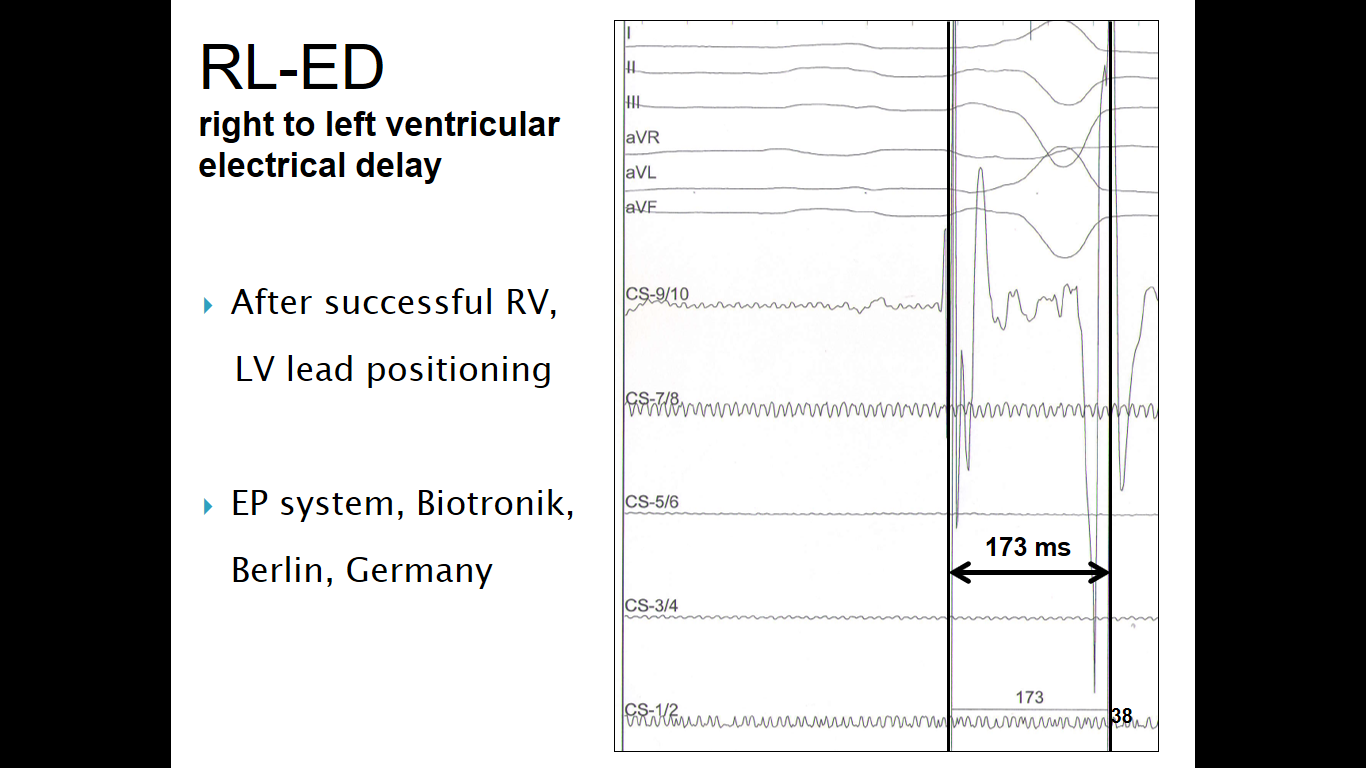 RL-ED
right to left ventricular
electrical delay
After successful RV,
LV lead positioning
EP system, Biotronik,
Berlin, Germany
I
II
III
aVR
aVL
aVF
CS-9/10
CS-7/8
CS-5/6
173 ms
CS-3/4
173
CS-1/2
38